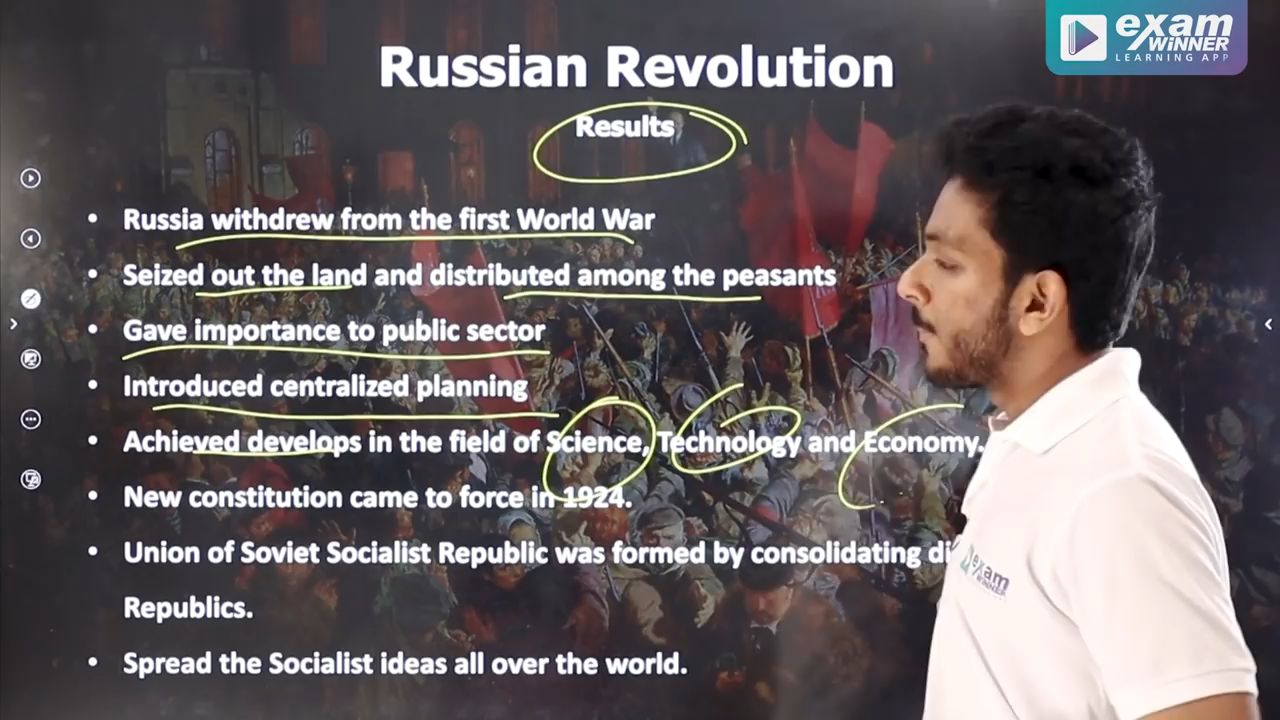 exam
WINNER
LEARNING APP
Russian Revolution
Results
• Russia withdrew from the first World War
• Seized out the land and distributed among the peasants
• Gave importance to public sector
• Introduced centralized planning
• Achieved develops in the field of Science, Technology and Economy.
• New constitution came to force in 1924.
• Union of Soviet Socialist Republic was formed by consolidating
Republics.
• Spread the Socialist ideas all over the world.
exam
WINNER